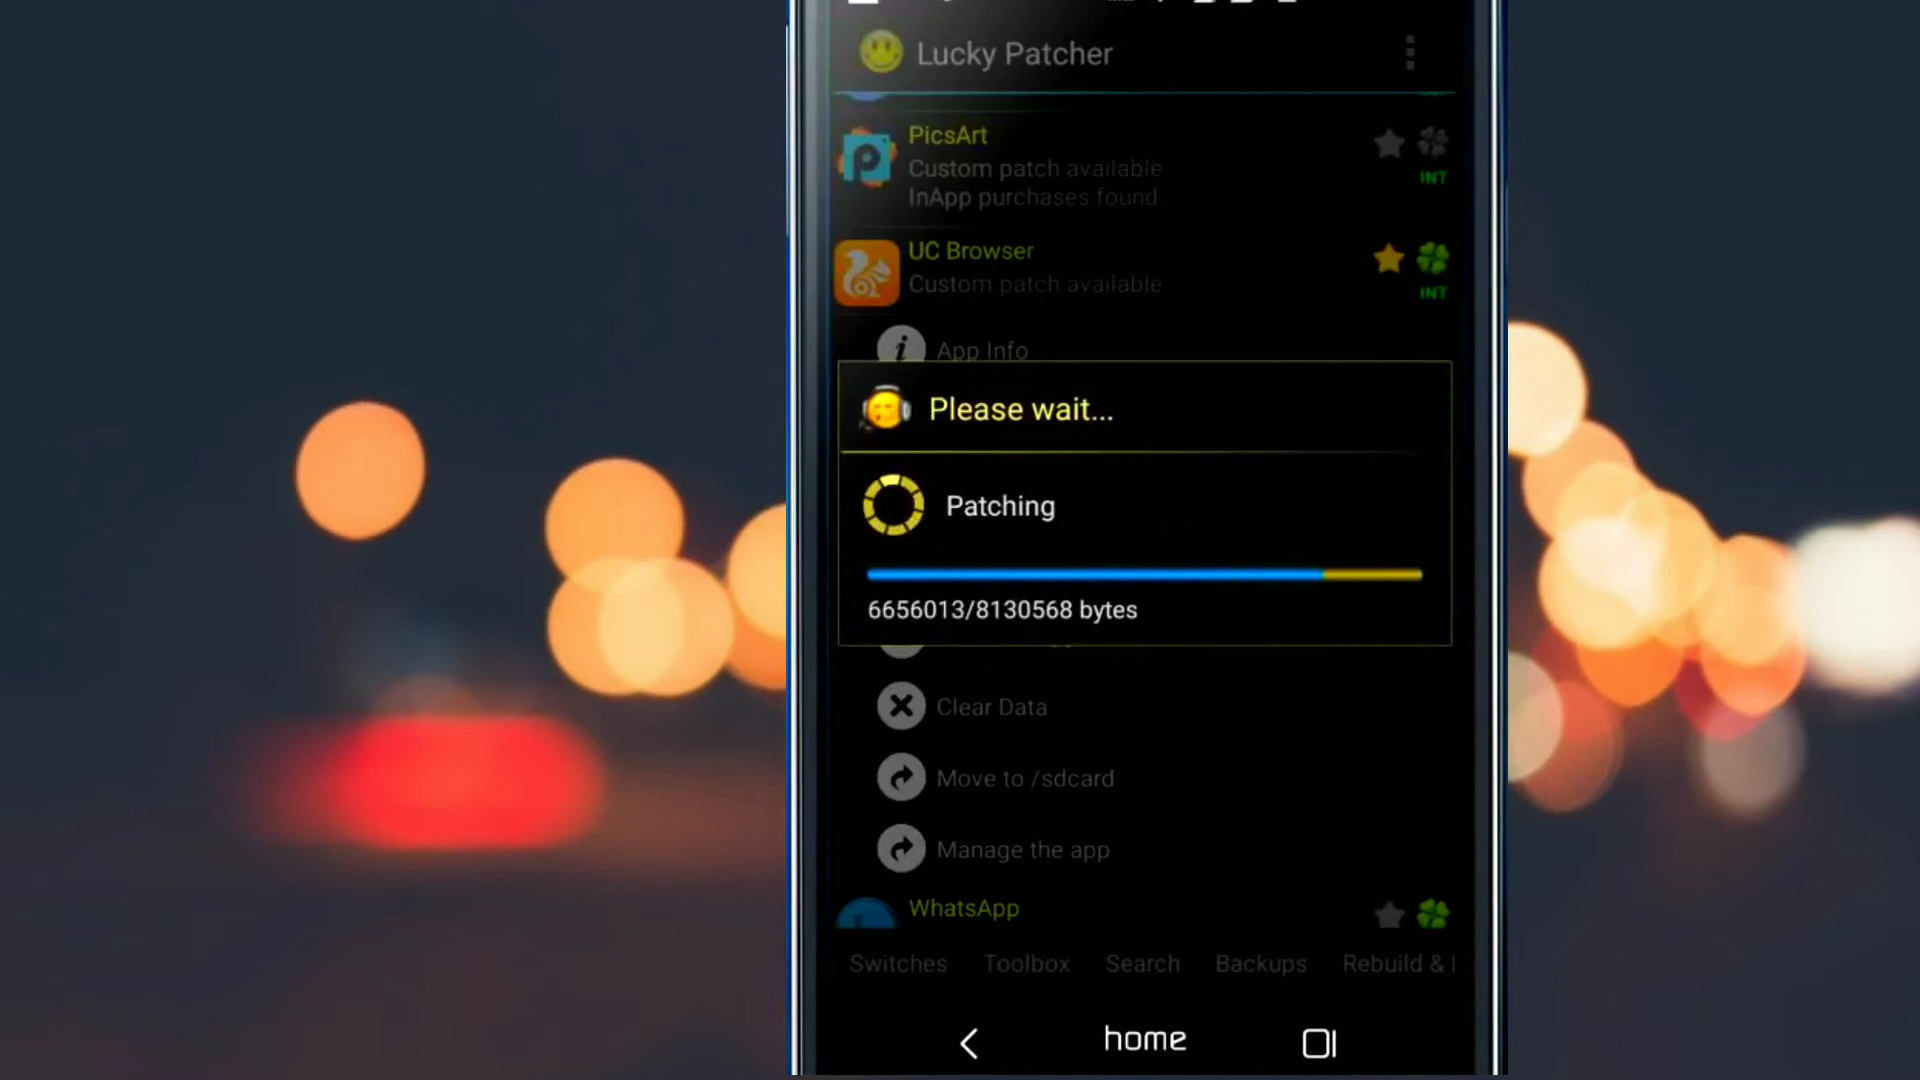 Lucky Patcher
PicsArt
Custom patch available
InApp purchases found.
INT
UC Browser
Custom patch available
INT
App Info
Please wait...
Patching
6656013/8130568 bytes
Clear Data
Move to /sdcard
Manage the app
WhatsApp
Switches Toolbox Search Backups Rebuild &
home